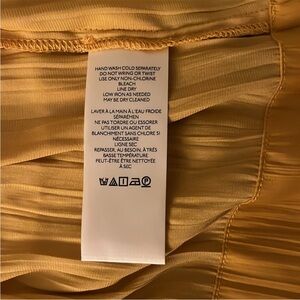 HAND WASH COLD SEPARATELY
DO NOT WRING OR TWIST
USE ONLY NON-CHLORINE
BLEACH
LINE DRY
LOW IRON AS NEEDED
MAY BE DRY CLEANED
LAVER À LA MAIN À L'EAU FROIDE
SÉPARÉMEN
NE PAS TORDRE OU ESSORER
UTILISER UN AGENT DE
BLANCHIMENT SANS CHLORE SI
NÉCESSAIRE
LIGNE SEC
REPASSER, AU BESOIN, À TRÈS
BASSE TEMPÉRATURE
PEUT-ÊTRE ÊTRE NETTOYÉE
À SEC